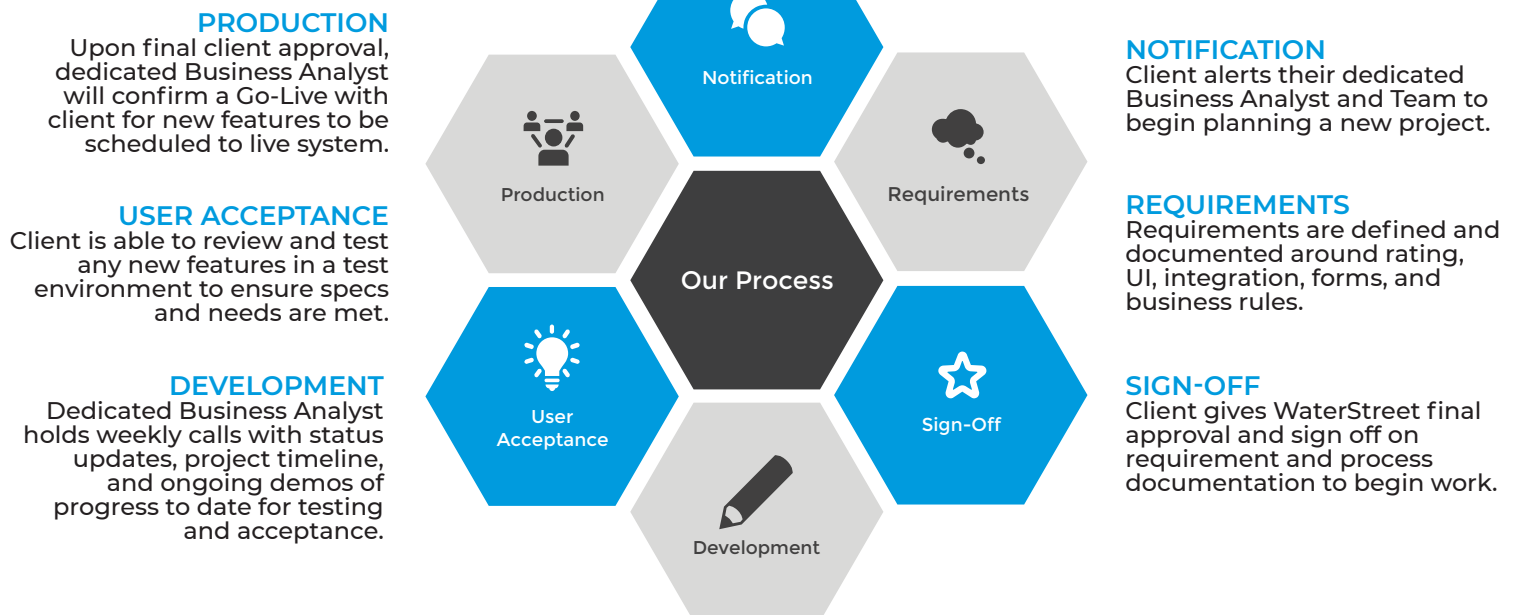 PRODUCTION
Upon final client approval,
dedicated Business Analyst
will confirm a Go-Live with
client for new features to be
scheduled to live system.
USER ACCEPTANCE
Client is able to review and test
any new features in a test
environment to ensure specs
and needs are met.
DEVELOPMENT
Dedicated Business Analyst
holds weekly calls with status
updates, project timeline,
and ongoing demos of
progress to date for testing
and acceptance.
Notification
Production
Requirements
Our Process
User
Acceptance
Sign-Off
Development
NOTIFICATION
Client alerts their dedicated
Business Analyst and Team to
begin planning a new project.
REQUIREMENTS
Requirements are defined and
documented around rating,
UI, integration, forms, and
business rules.
SIGN-OFF
Client gives WaterStreet final
approval and sign off on
requirement and process
documentation to begin work.